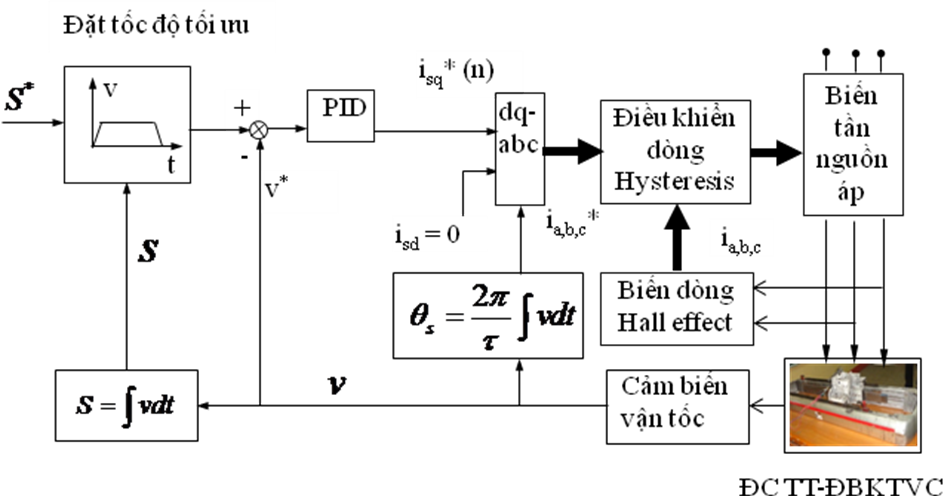 Đặt tốc độ tối ưu
S*
v
t
+
-
v*
PID
isq* (n)
dq-
abc
isd = 0
ia,b,c*
Điều khiển
dòng
Hysteresis
Biến
tần
nguồn
áp
ia,b,c
Biến dòng
Hall effect
S
θs = 2π/τ ∫ vdt
S = ∫ vdt
v
Cảm biến
vận tốc
ĐC TT-ĐBKTVC